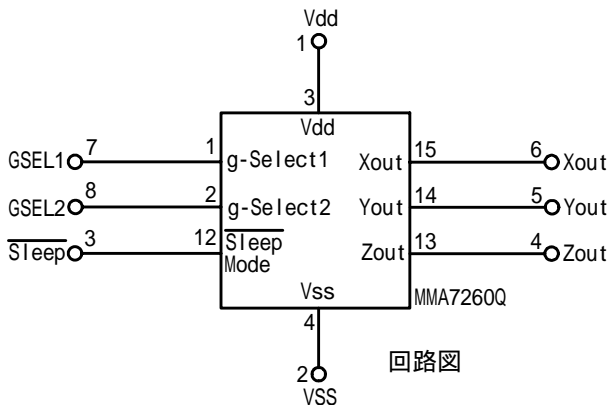 Vdd
1
3
Vdd
GSEL1 7 1 g-Select1 Xout 15 6 Xout
GSEL2 8 2 g-Select2 Yout 14 5 Yout
Sleep 3 12 Sleep Mode Zout 13 4 Zout
Vss
MMA7260Q
4
2
VSS
回路図